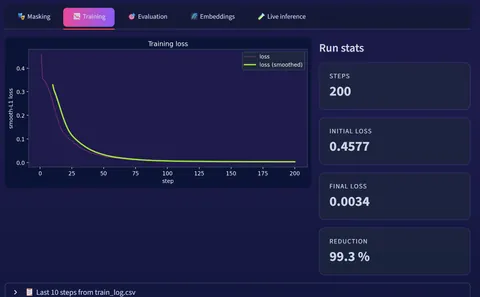 🎭 Masking
📉 Training
🎯 Evaluation
🌌 Embeddings
🧪 Live inference
Training loss
loss
loss (smoothed)
smooth-L1 loss
0.4
0.3
0.2
0.1
0.0
0 25 50 75 100 125 150 175 200
step
Run stats
STEPS
200
INITIAL LOSS
0.4577
FINAL LOSS
0.0034
REDUCTION
99.3 %
Last 10 steps from train_log.csv